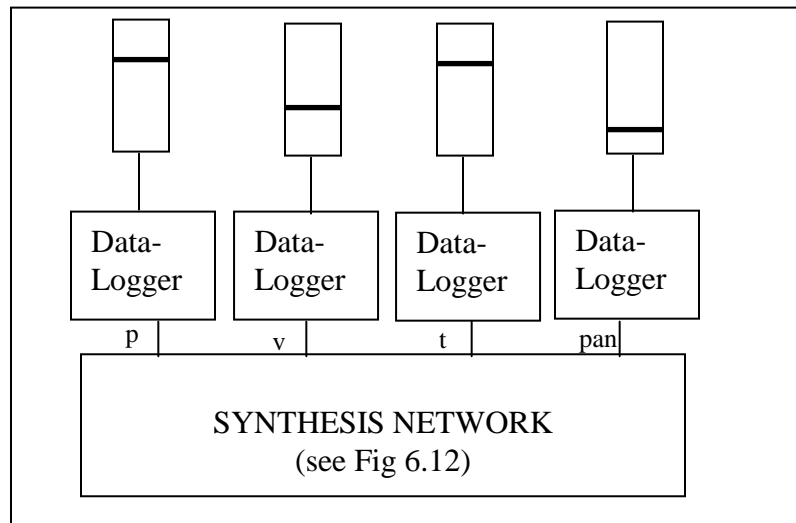 Data-
Logger
Data-
Logger
Data-
Logger
Data-
Logger
p
v
t
pan
SYNTHESIS NETWORK
(see Fig 6.12)